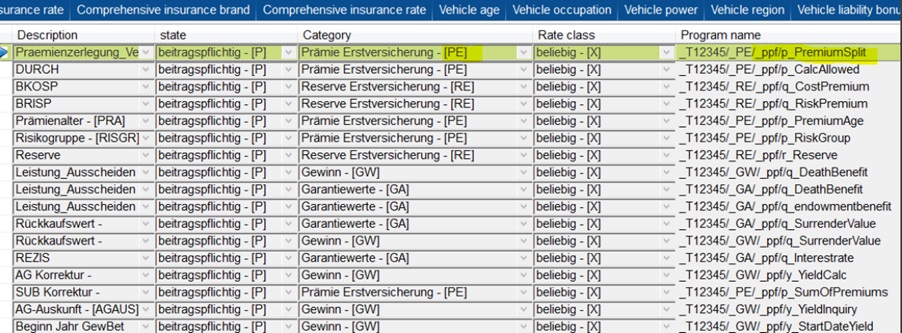 surance rate Comprehensive insurance brand Comprehensive insurance rate Vehicle age Vehicle occupation Vehicle power Vehicle region Vehicle liability bonu
Description state Category Rate class Program name
Praemienzerlegung_Ve beitragspflichtig - [P] Prämie Erstversicherung - [PE] beliebig - [X] _T12345/_PE/_ppf/p_PremiumSplit
DURCH beitragspflichtig - [P] Prämie Erstversicherung - [PE] beliebig - [X] _T12345/_PE/_ppf/p_CalcAllowed
BKOSP beitragspflichtig - [P] Reserve Erstversicherung - [RE] beliebig - [X] _T12345/_RE/_ppf/q_CostPremium
BRISP beitragspflichtig - [P] Reserve Erstversicherung - [RE] beliebig - [X] _T12345/_RE/_ppf/q_RiskPremium
Prämienalter - [PRA] beitragspflichtig - [P] Prämie Erstversicherung - [PE] beliebig - [X] _T12345/_PE/_ppf/p_PremiumAge
Risikogruppe - [RISGR] beitragspflichtig - [P] Prämie Erstversicherung - [PE] beliebig - [X] _T12345/_PE/_ppf/p_RiskGroup
Reserve beitragspflichtig - [P] Reserve Erstversicherung - [RE] beliebig - [X] _T12345/_RE/_ppf/r_Reserve
Leistung_Ausscheiden beitragspflichtig - [P] Gewinn - [GW] beliebig - [X] _T12345/_GW/_ppf/q_DeathBenefit
Leistung_Ausscheiden beitragspflichtig - [P] Garantiewerte - [GA] beliebig - [X] _T12345/_GA/_ppf/q_DeathBenefit
Leistung_Ausscheiden beitragspflichtig - [P] Garantiewerte - [GA] beliebig - [X] _T12345/_GA/_ppf/q_endowmentbenefit
Rückkaufswert - beitragspflichtig - [P] Garantiewerte - [GA] beliebig - [X] _T12345/_GA/_ppf/q_SurrenderValue
Rückkaufswert - beitragspflichtig - [P] Gewinn - [GW] beliebig - [X] _T12345/_GW/_ppf/q_SurrenderValue
REZIS beitragspflichtig - [P] Garantiewerte - [GA] beliebig - [X] _T12345/_GA/_ppf/q_Interestrate
AG Korrektur - beitragspflichtig - [P] Gewinn - [GW] beliebig - [X] _T12345/_GW/_ppf/y_YieldCalc
SUB Korrektur - beitragspflichtig - [P] Prämie Erstversicherung - [PE] beliebig - [X] _T12345/_PE/_ppf/p_SumOfPremiums
AG-Auskunft - [AGAUS] beitragspflichtig - [P] Gewinn - [GW] beliebig - [X] _T12345/_GW/_ppf/y_YieldInquiry
Beginn Jahr GewBet beitragspflichtig - [P] Gewinn - [GW] beliebig - [X] _T12345/_GW/_ppf/y_StartDateYield